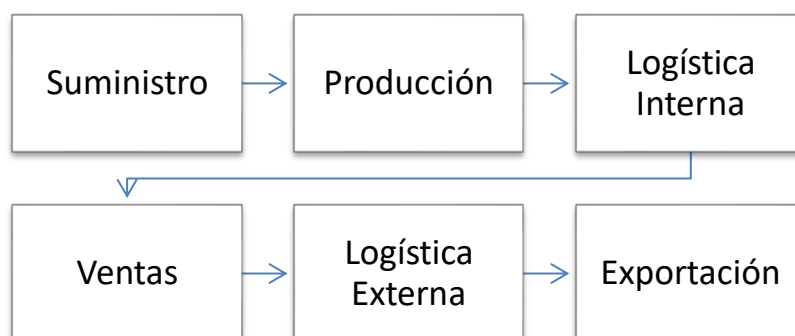 Suministro
Producción
Logística
Interna
Ventas
Logística
Externa
Exportación